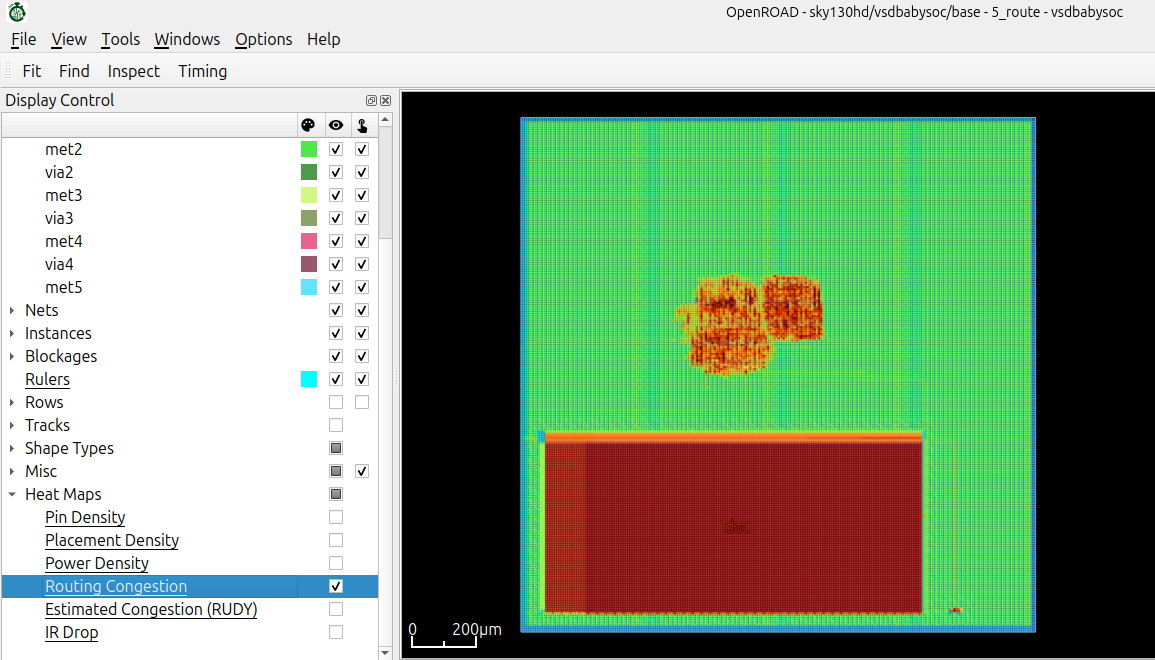 OpenROAD - sky130hd/vsdbabysoc/base - 5_route - vsdbabysoc
File View Tools Windows Options Help
Fit Find Inspect Timing
Display Control
met2
via2
met3
via3
met4
via4
met5
Nets
Instances
Blockages
Rulers
Rows
Tracks
Shape Types
Misc
Heat Maps
Pin Density
Placement Density
Power Density
Routing Congestion
Estimated Congestion (RUDY)
IR Drop
dac
0 200μm